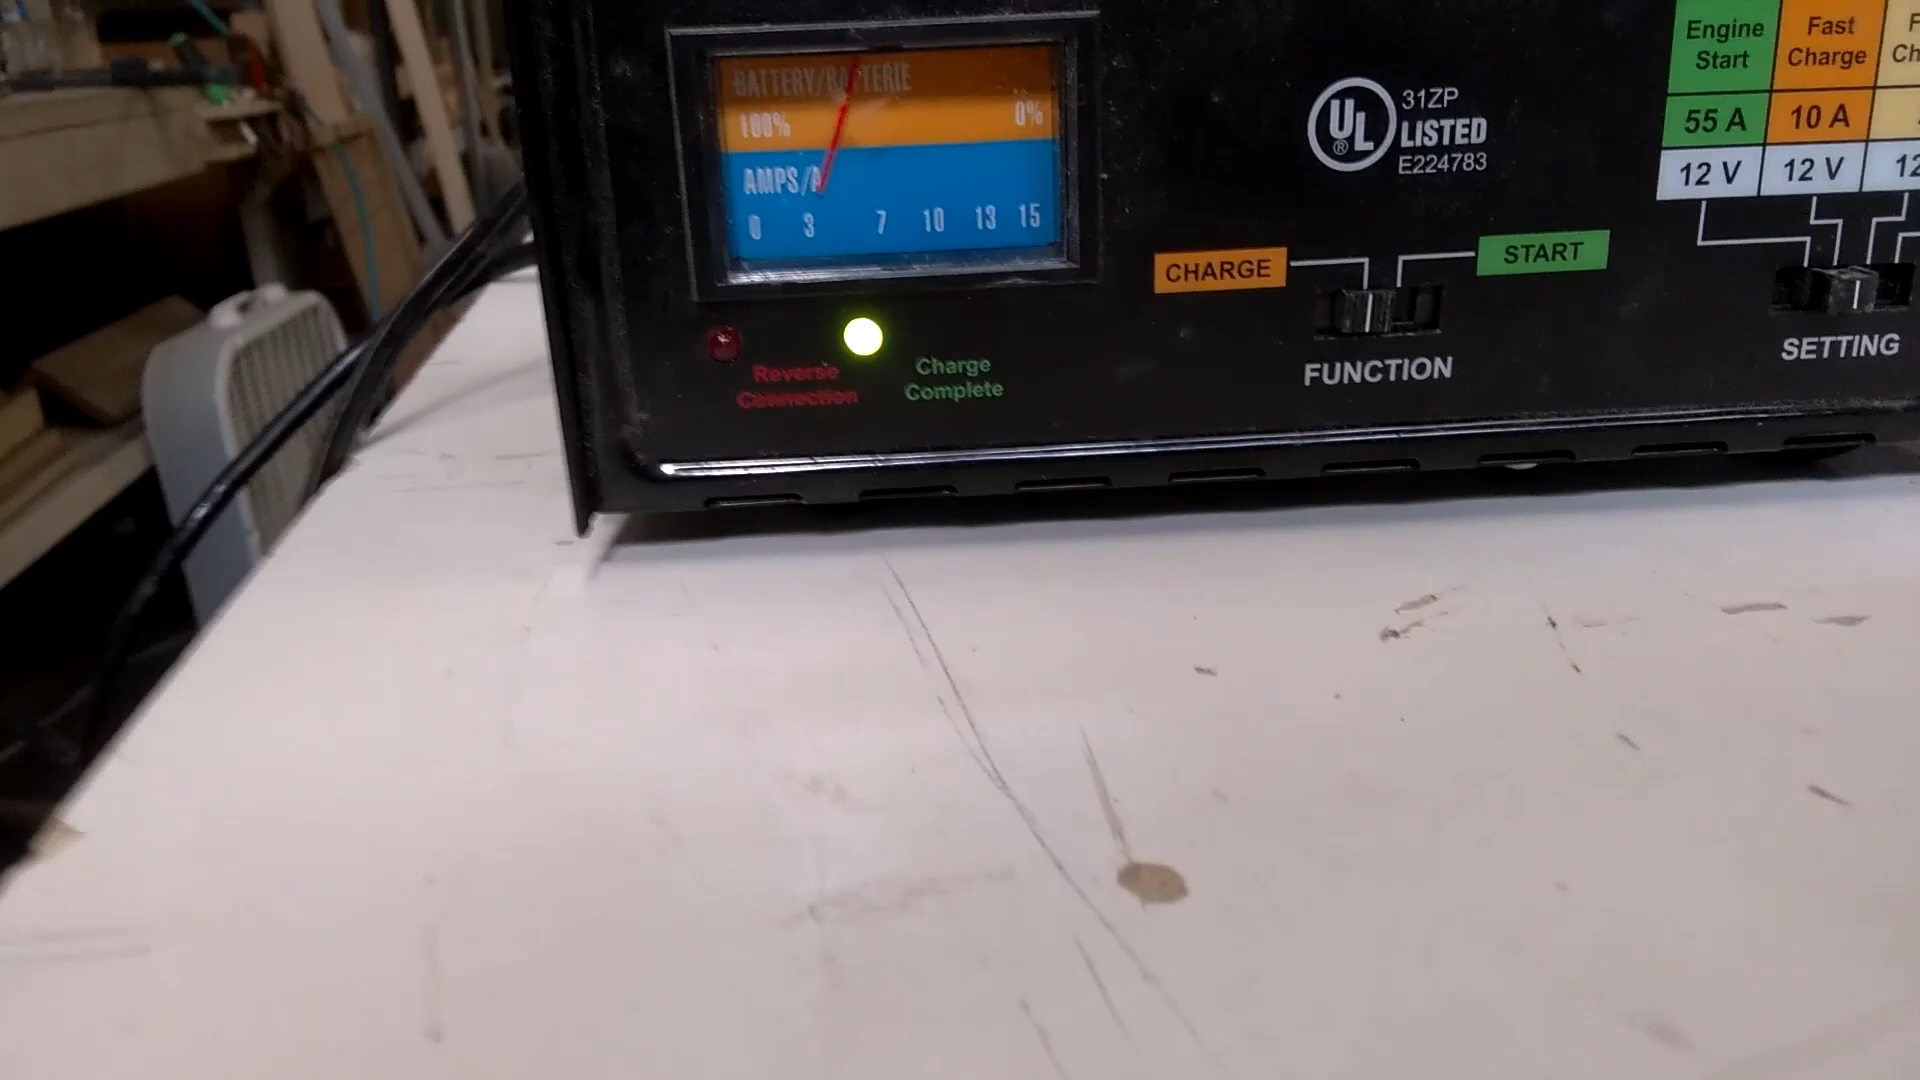 BATTERY/BATTERIE
100% 0%
AMPS/A
0 3 7 10 13 15
Reverse
Connection
Charge
Complete
UL
®
31ZP
LISTED
E224783
CHARGE
START
FUNCTION
Engine
Start
Fast
Charge
55 A
10 A
12 V
12 V
12
SETTING